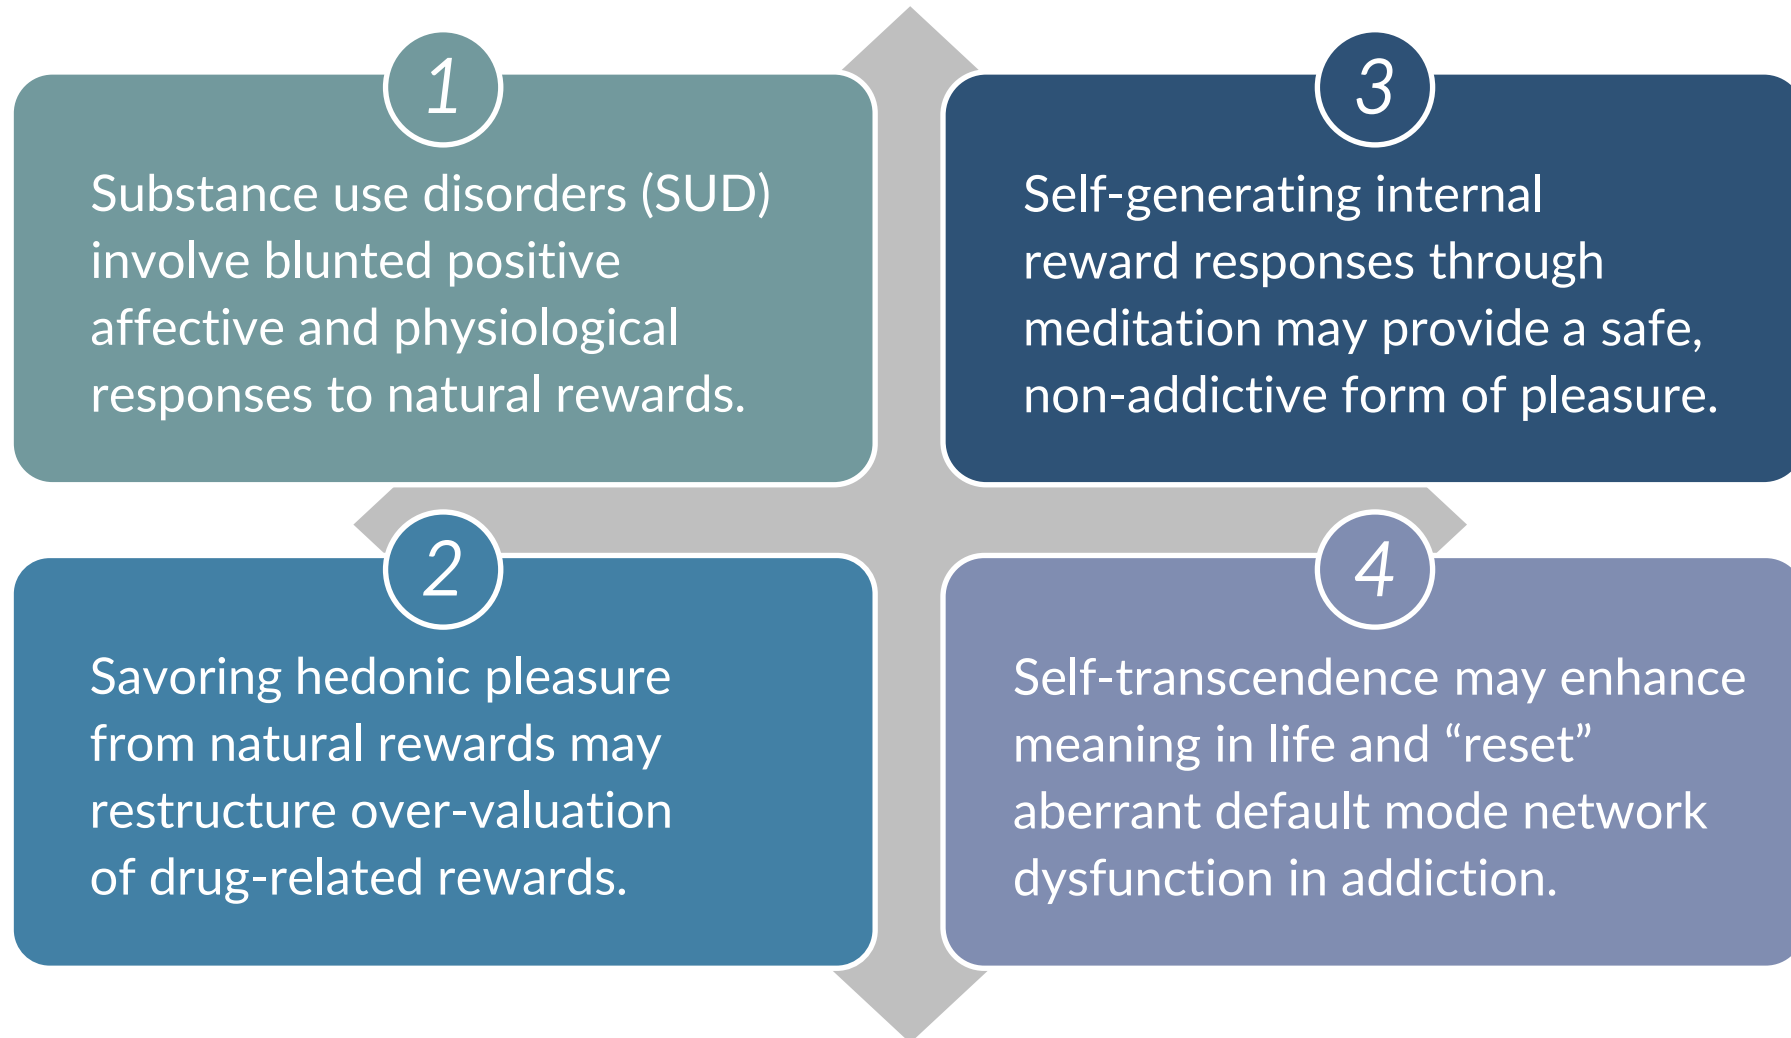 1
Substance use disorders (SUD)
involve blunted positive
affective and physiological
responses to natural rewards.
2
Savoring hedonic pleasure
from natural rewards may
restructure over-valuation
of drug-related rewards.
3
Self-generating internal
reward responses through
meditation may provide a safe,
non-addictive form of pleasure.
4
Self-transcendence may enhance
meaning in life and “reset”
aberrant default mode network
dysfunction in addiction.